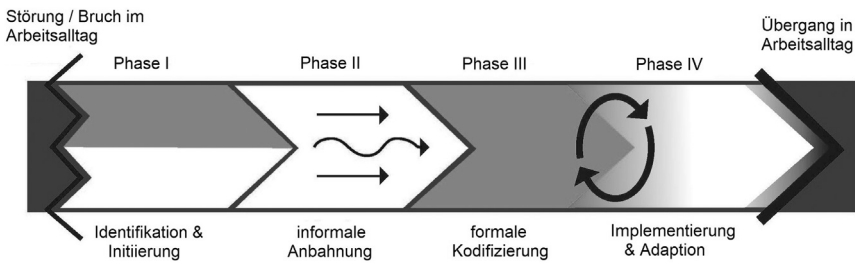 Störung / Bruch im
Arbeitsalltag
Übergang in
Arbeitsalltag
Phase I
Phase II
Phase III
Phase IV
Identifikation &
Initiierung
informale
Anbahnung
formale
Kodifizierung
Implementierung
& Adaption